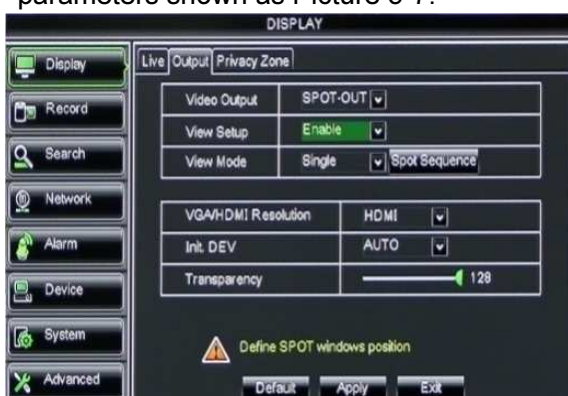 parameters shown as Picture 5-7.
DISPLAY
Display
Record
Search
Network
Alarm
Device
System
Advanced
Live Output Privacy Zone
Video Output SPOT-OUT
View Setup Enable
View Mode Single Spot Sequence
VGA/HDMI Resolution HDMI
Init. DEV AUTO
Transparency 128
Define SPOT windows position
Default Apply Exit